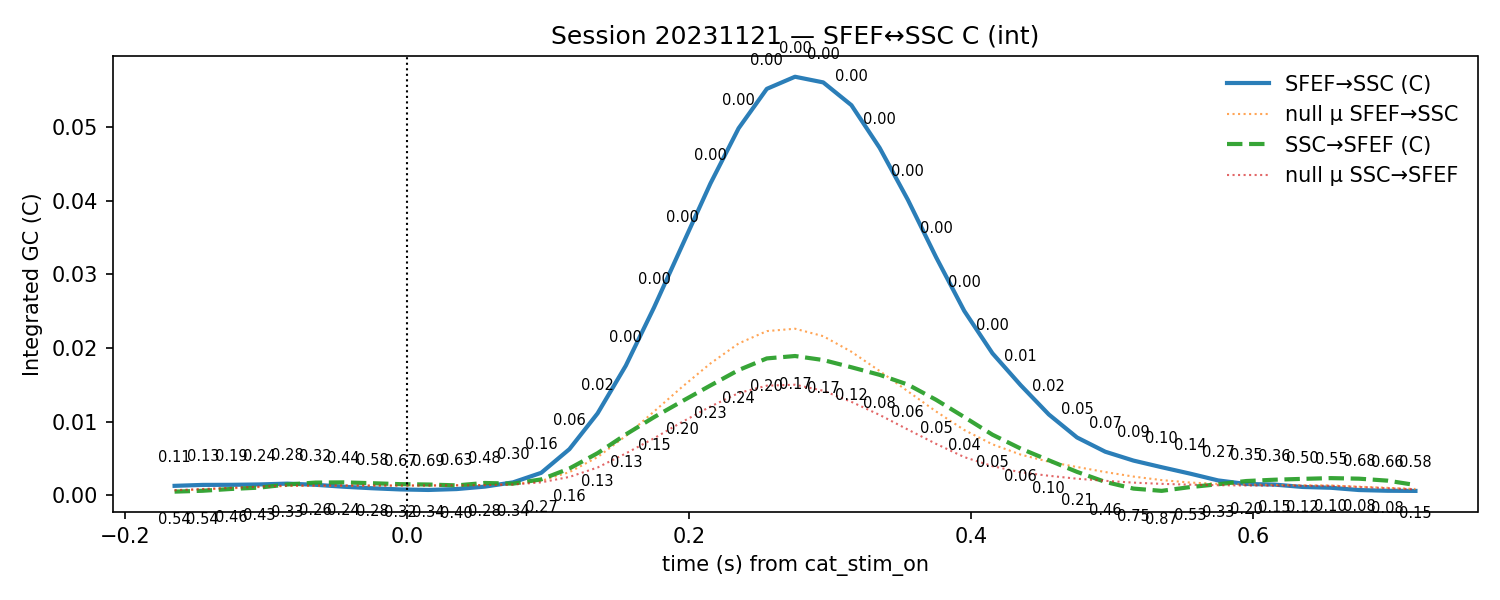 Session 20231121 — SFEF↔SSC C (int)
SFEF→SSC (C)
null μ SFEF→SSC
SSC→SFEF (C)
null μ SSC→SFEF
Integrated GC (C)
0.05
0.04
0.03
0.02
0.01
0.00
0.11 0.13 0.19 0.24 0.28 0.32 0.44 0.58 0.67 0.69 0.63 0.48 0.30 0.16 0.06 0.02 0.00 0.00 0.00 0.00 0.00 0.00 0.00 0.00 0.00 0.00 0.00 0.00 0.00 0.00 0.01 0.02 0.05 0.07 0.09 0.10 0.14 0.27 0.35 0.36 0.50 0.55 0.68 0.66 0.58
0.54 0.54 0.46 0.43 0.33 0.26 0.24 0.28 0.32 0.34 0.40 0.28 0.34 0.27 0.16 0.13 0.13 0.15 0.20 0.23 0.24 0.20 0.17 0.17 0.12 0.08 0.06 0.05 0.04 0.05 0.06 0.10 0.21 0.46 0.75 0.87 0.53 0.33 0.20 0.15 0.12 0.10 0.08 0.08 0.15
−0.2 0.0 0.2 0.4 0.6
time (s) from cat_stim_on